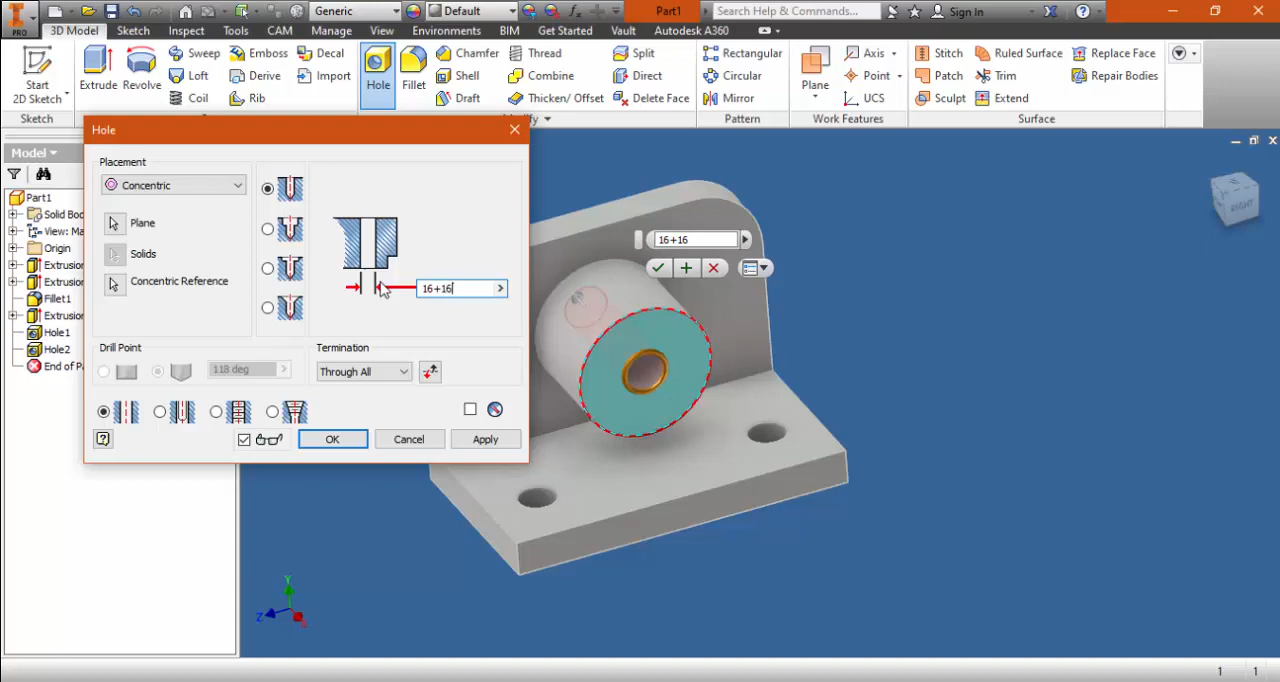 Generic
Default
Part1
Search Help & Commands...
Sign In
PRO
3D Model
Sketch
Inspect
Tools
CAM
Manage
View
Environments
BIM
Get Started
Vault
Autodesk A360
Start
2D Sketch
Sketch
Extrude
Revolve
Sweep
Loft
Coil
Emboss
Derive
Rib
Decal
Import
Hole
Fillet
Chamfer
Shell
Draft
Thread
Combine
Thicken/ Offset
Split
Direct
Delete Face
Rectangular
Circular
Mirror
Pattern
Plane
Axis
Point
UCS
Work Features
Stitch
Patch
Sculpt
Ruled Surface
Trim
Extend
Replace Face
Repair Bodies
Surface
Model
Part1
Solid Bod
View: Ma
Origin
Extrusion
Extrusion
Fillet1
Extrusion
Hole1
Hole2
End of Pa
Hole
Placement
Concentric
Plane
Solids
Concentric Reference
16+16
Drill Point
118 deg
Termination
Through All
OK
Cancel
Apply
16+16
RIGHT
Y
Z
1 1